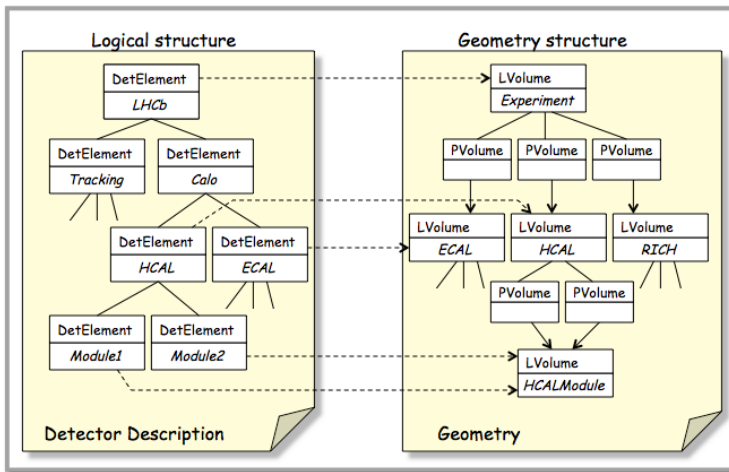 Logical structure
Geometry structure
DetElement
LHCb
LVolume
Experiment
DetElement
Tracking
DetElement
Calo
PVolume
PVolume
PVolume
DetElement
HCAL
DetElement
ECAL
LVolume
ECAL
LVolume
HCAL
LVolume
RICH
PVolume
PVolume
DetElement
Module1
DetElement
Module2
LVolume
HCALModule
Detector Description
Geometry